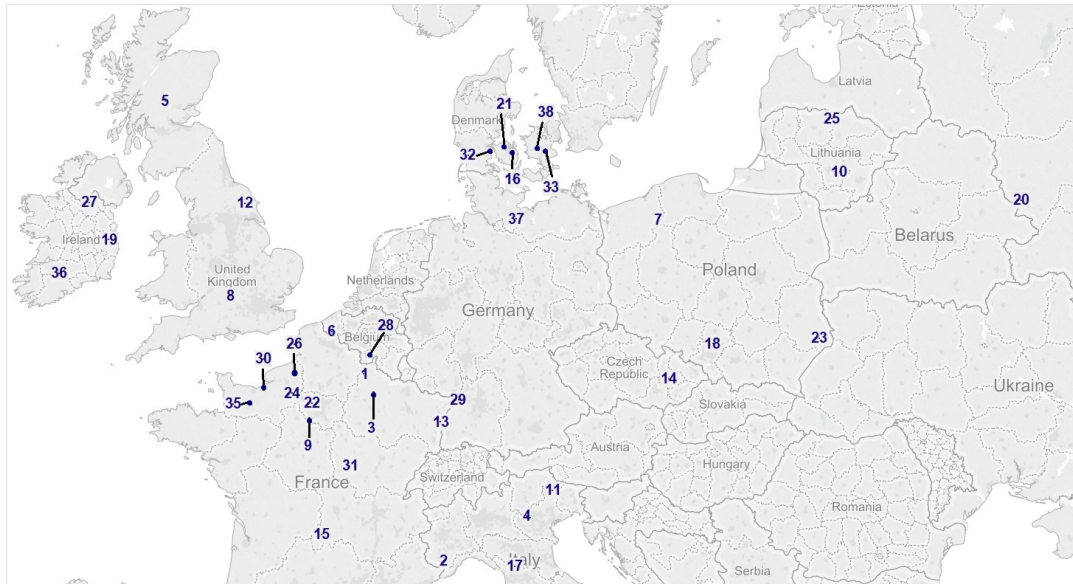 Estonia
5
21
38
Latvia
Denmark
25
32
Lithuania
16
33
10
27
12
20
37
7
19
Ireland
Belarus
36
United
Kingdom
Poland
Netherlands
8
Germany
6
Belgium
28
26
18
23
30
1
Czech
Republic
14
Ukraine
24
35
22
29
Slovakia
9
3
13
31
Austria
Hungary
France
Switzerland
11
Romania
4
15
2
17
Italy
Serbia